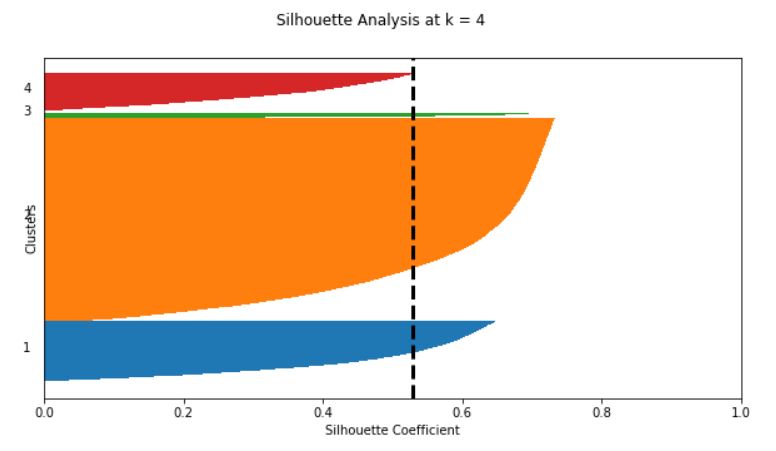 Silhouette Analysis at k = 4
4
3
2
Clusters
1
0.0 0.2 0.4 0.6 0.8 1.0
Silhouette Coefficient